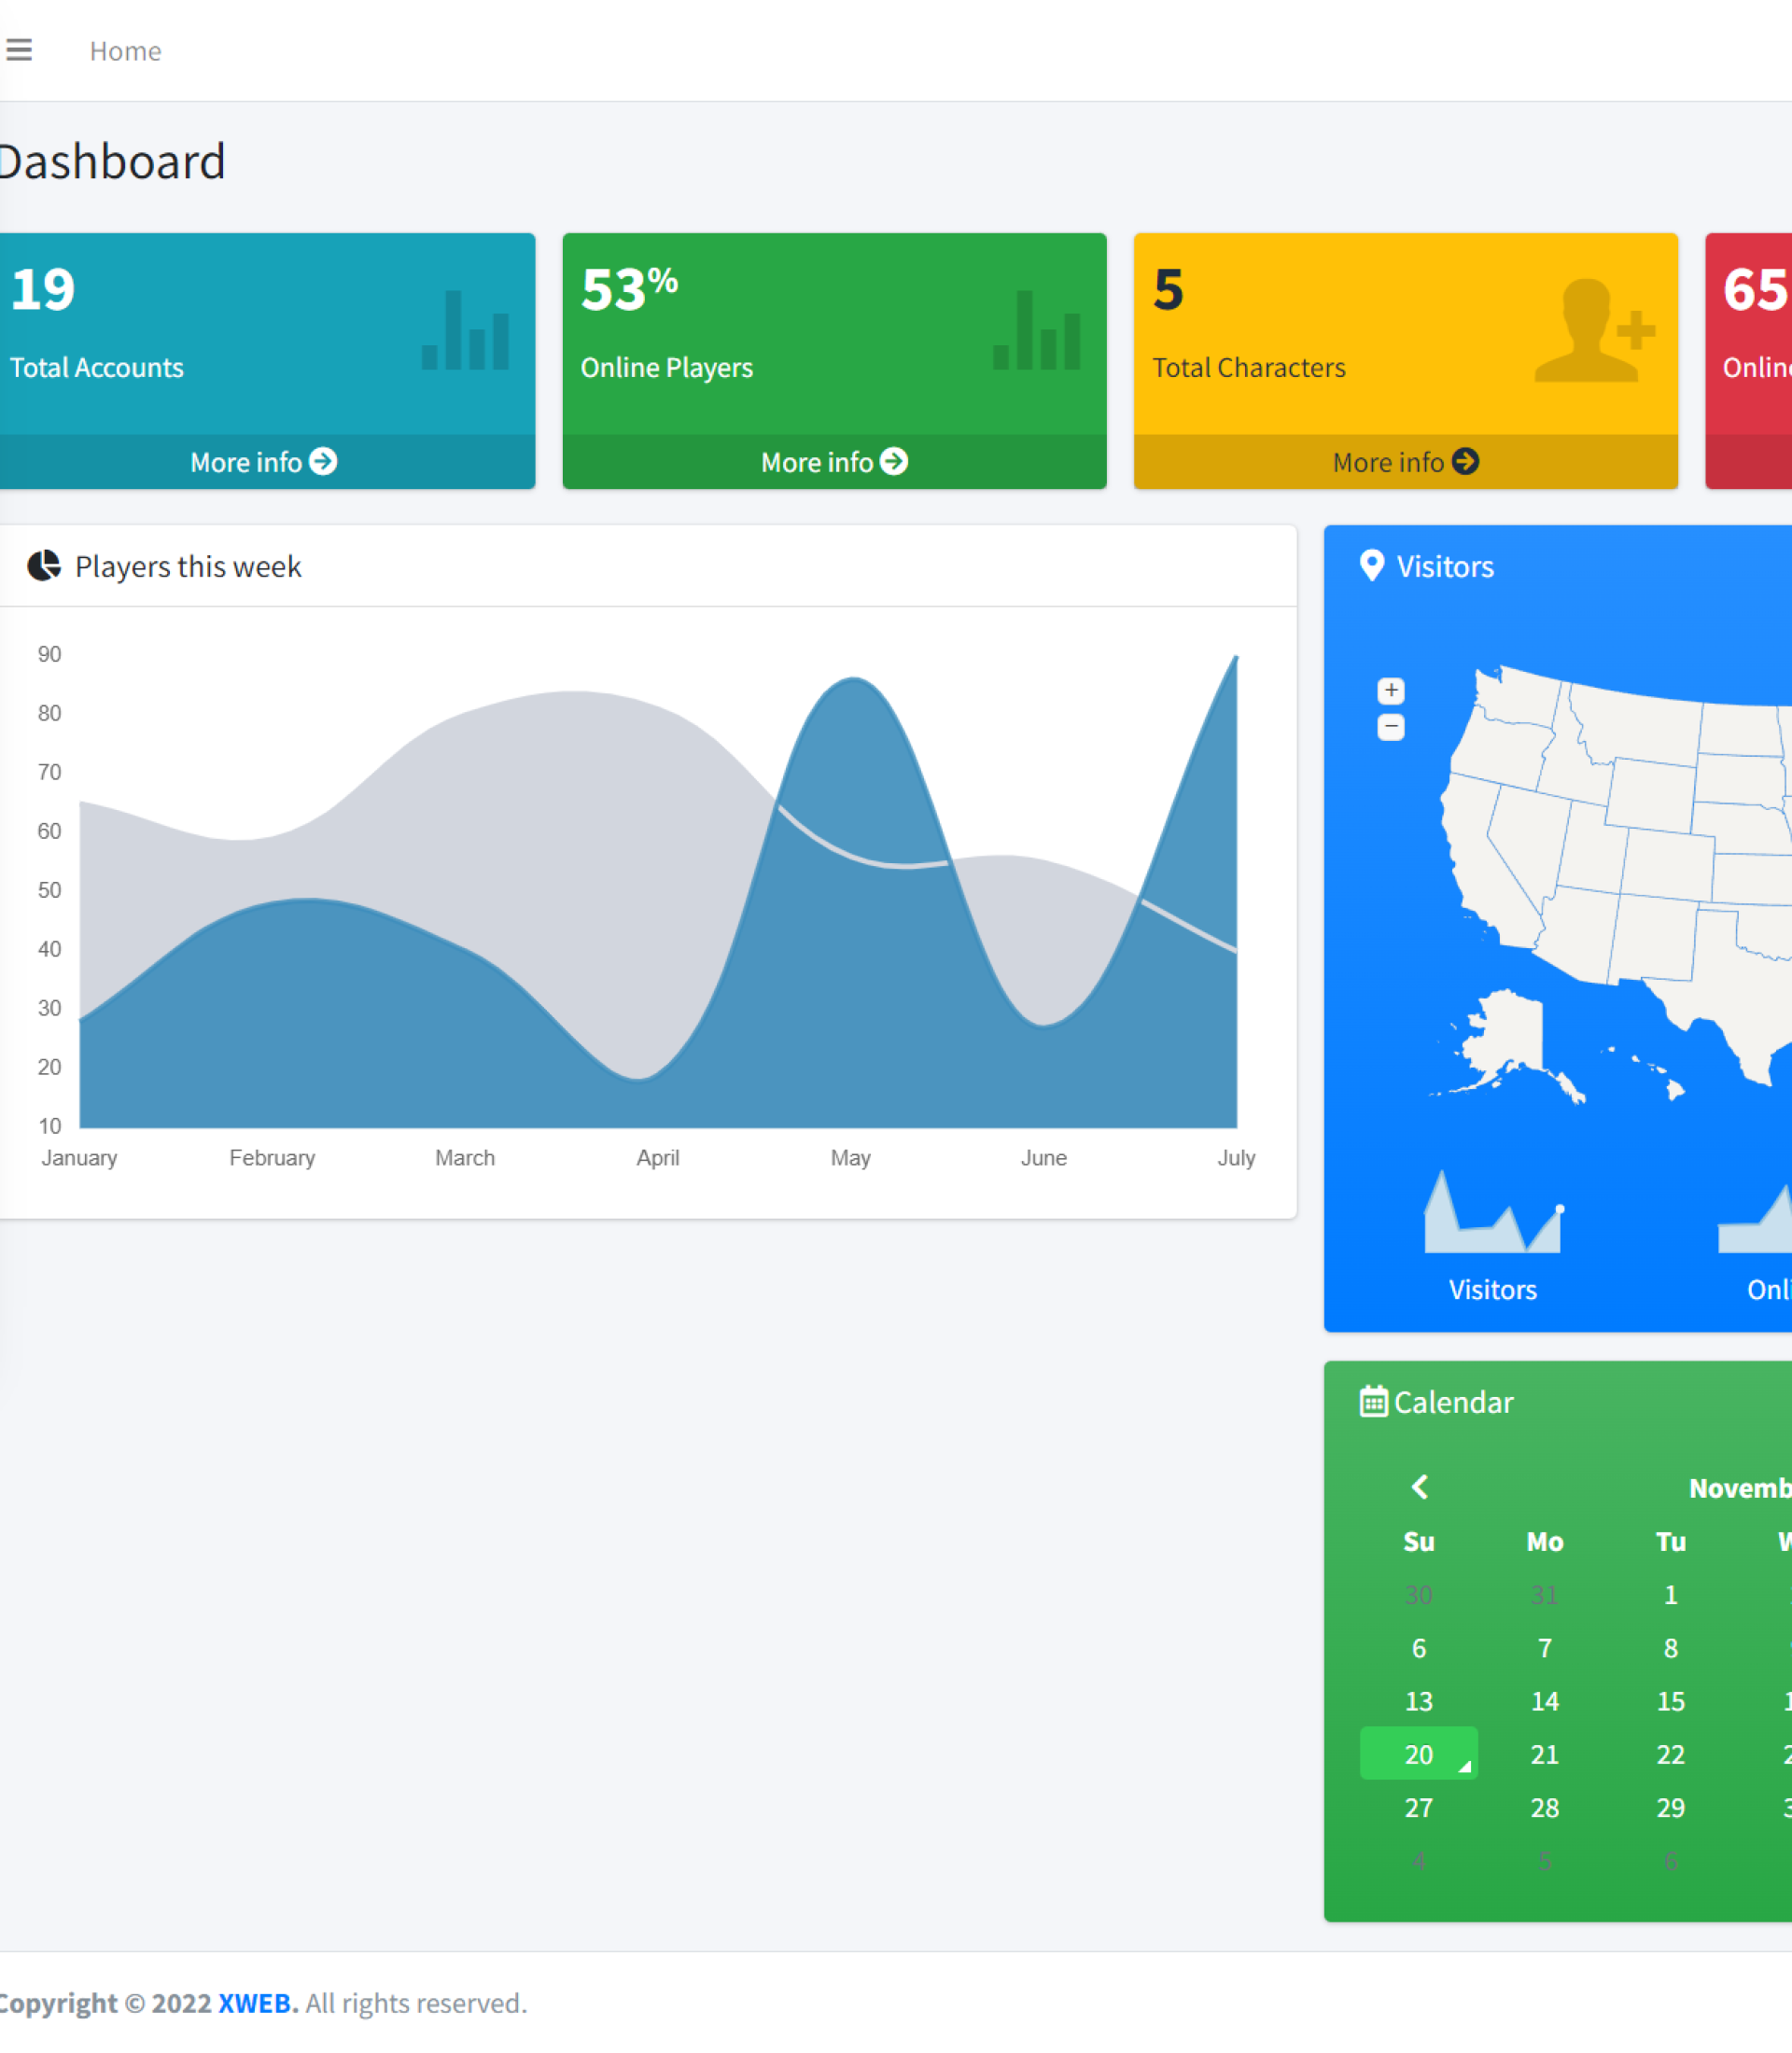 Home
Dashboard
19
Total Accounts
More info
53%
Online Players
More info
5
Total Characters
More info
65
Players this week
90
80
70
60
50
40
30
20
10
January February March April May June July
Visitors
+
−
Visitors
Calendar
Su Mo Tu
30 31 1
6 7 8
13 14 15
20 21 22
27 28 29
4 5 6
Copyright © 2022 XWEB. All rights reserved.